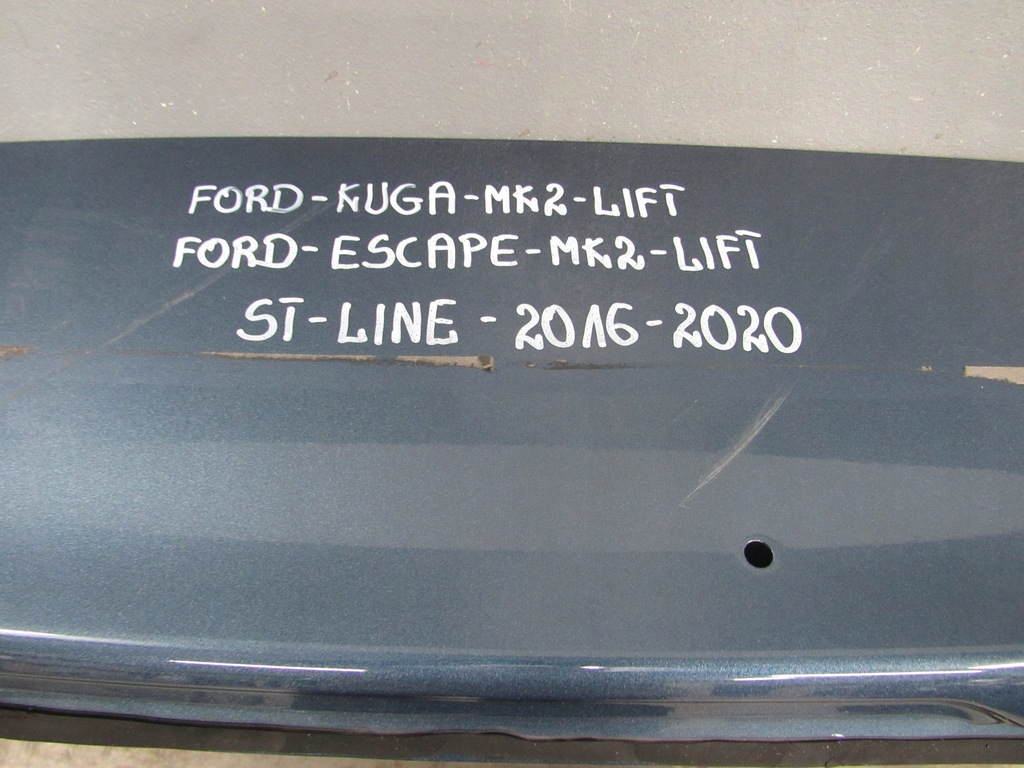 FORD-KUGA-MK2-LIFT
FORD-ESCAPE-MK2-LIFT
ST-LINE - 2016-2020